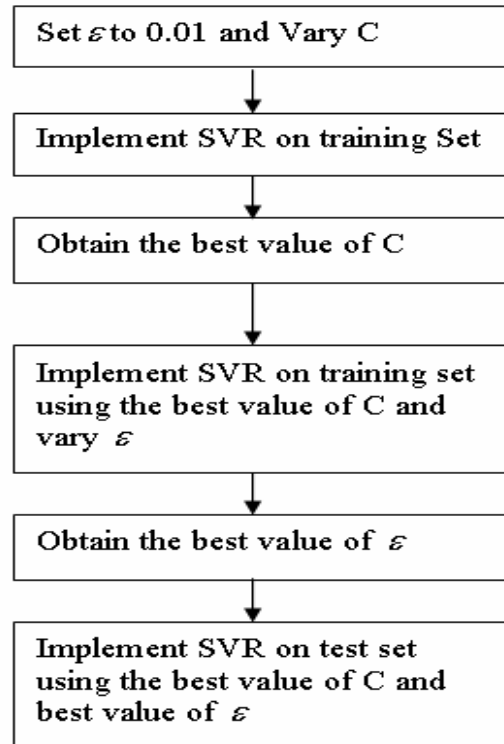 Set ε to 0.01 and Vary C
Implement SVR on training Set
Obtain the best value of C
Implement SVR on training set
using the best value of C and
vary ε
Obtain the best value of ε
Implement SVR on test set
using the best value of C and
best value of ε